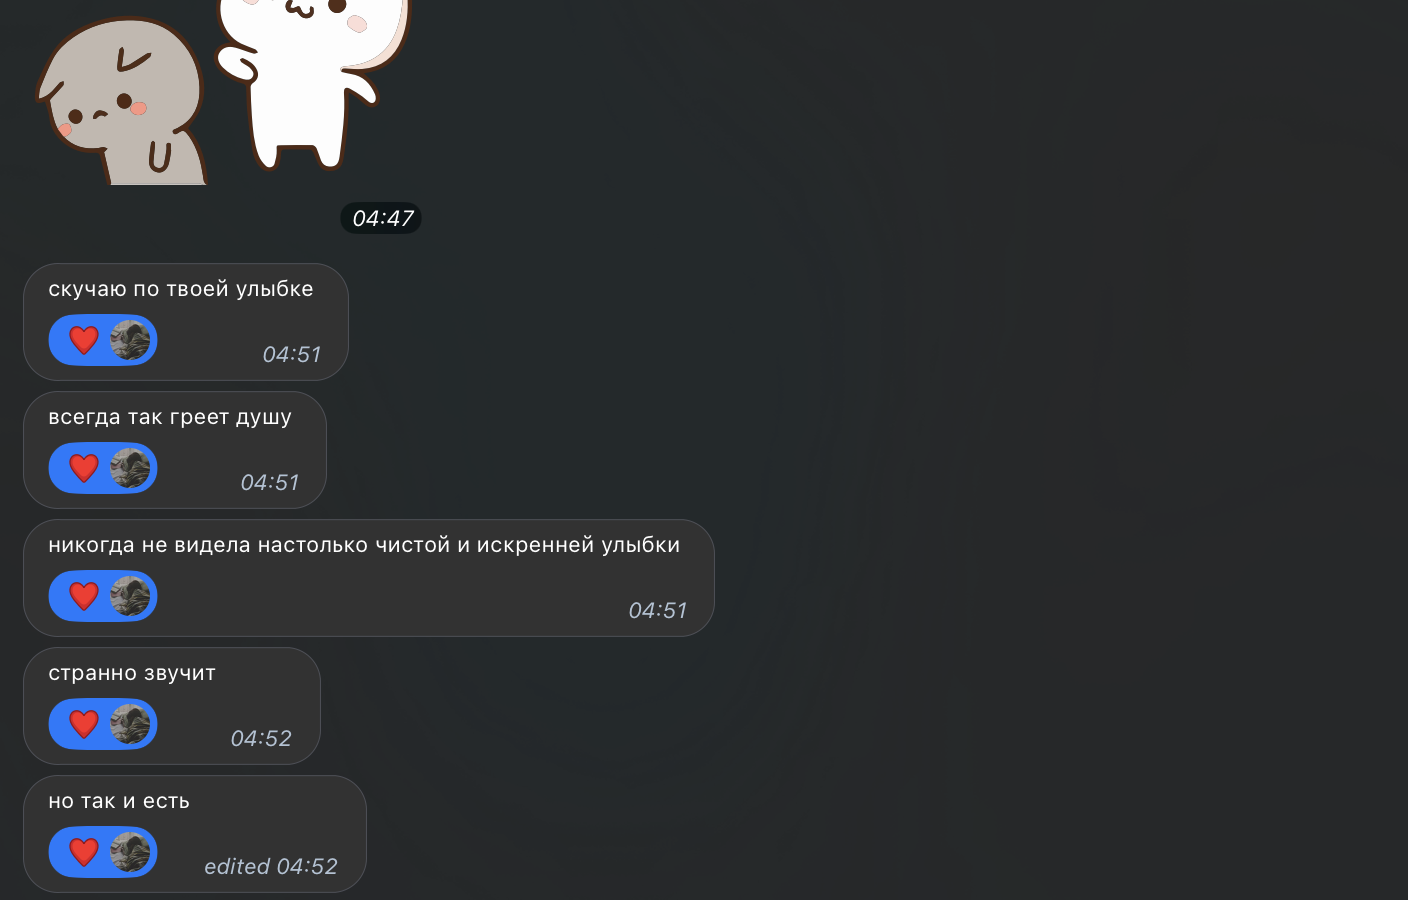 04:47
скучаю по твоей улыбке
04:51
всегда так греет душу
04:51
никогда не видела настолько чистой и искренней улыбки
04:51
странно звучит
04:52
но так и есть
edited 04:52